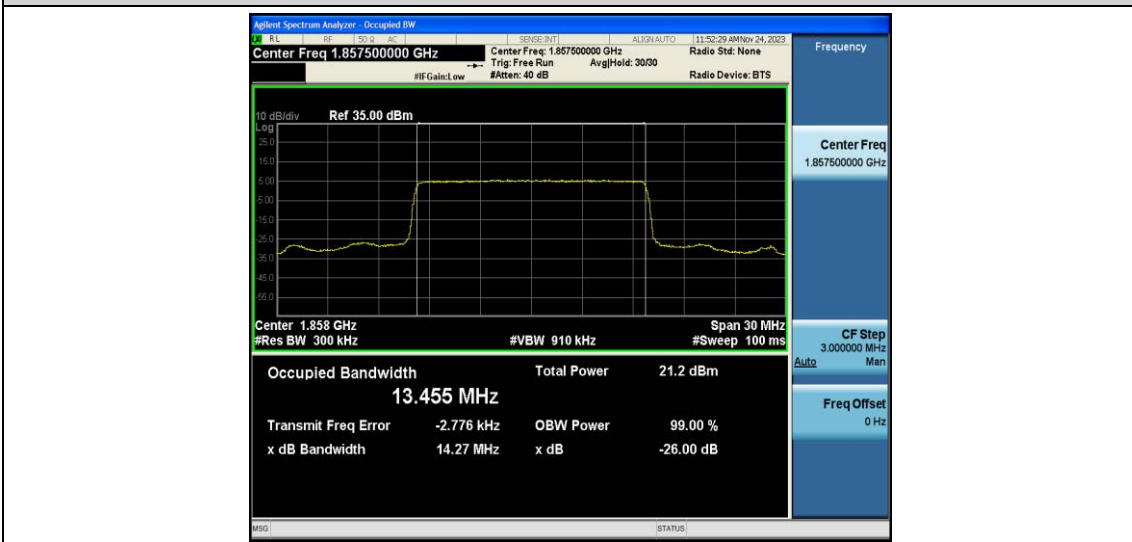 Agilent Spectrum Analyzer - Occupied BW
RL RF 50 Ω AC SENSE:INT ALIGN AUTO 11:52:29 AM Nov 24, 2023
Center Freq 1.857500000 GHz Center Freq: 1.857500000 GHz Radio Std: None
Trig: Free Run Avg|Hold: 30/30
#IFGain:Low #Atten: 40 dB Radio Device: BTS
10 dB/div Ref 35.00 dBm
Log
25.0
15.0
5.00
-5.00
-15.0
-25.0
-35.0
-45.0
-55.0
Center 1.858 GHz Span 30 MHz
#Res BW 300 kHz #VBW 910 kHz #Sweep 100 ms
Occupied Bandwidth Total Power 21.2 dBm
13.455 MHz
Transmit Freq Error -2.776 kHz OBW Power 99.00 %
x dB Bandwidth 14.27 MHz x dB -26.00 dB
MSG STATUS
Frequency
Center Freq
1.857500000 GHz
CF Step
3.000000 MHz
Auto Man
Freq Offset
0 Hz